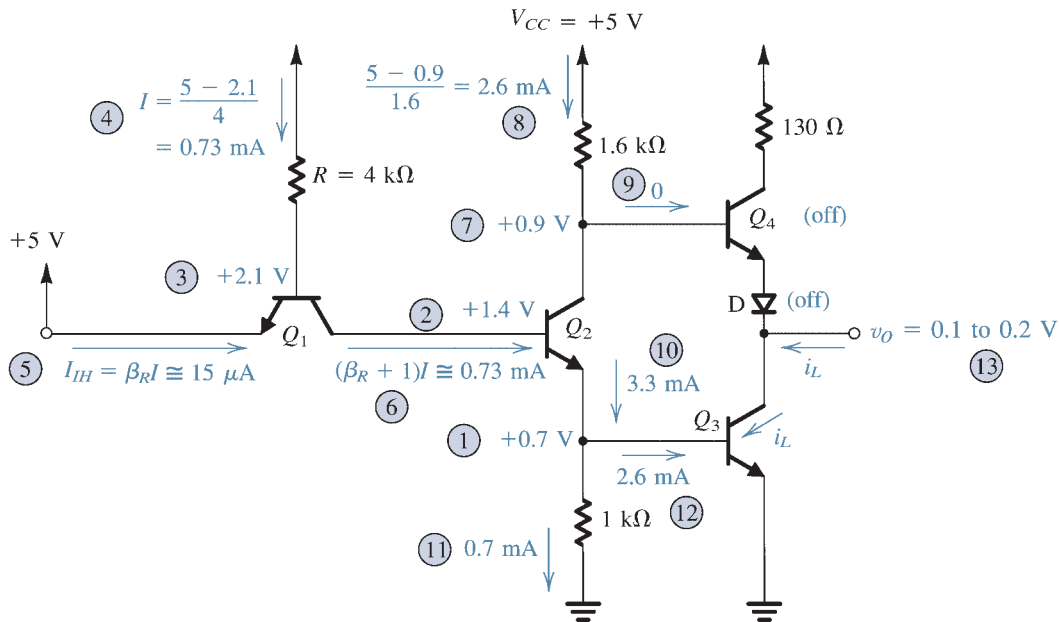 V_CC = +5 V
④ I = (5 − 2.1)/4
= 0.73 mA
(5 − 0.9)/1.6 = 2.6 mA
⑧
R = 4 kΩ
1.6 kΩ
130 Ω
⑨ 0
⑦ +0.9 V
Q4 (off)
+5 V
③ +2.1 V
D (off)
② +1.4 V
Q1
Q2
v_O = 0.1 to 0.2 V
⑬
⑤ I_IH = β_R I ≅ 15 μA
(β_R + 1)I ≅ 0.73 mA
⑥
⑩
3.3 mA
i_L
① +0.7 V
Q3
i_L
2.6 mA
⑫
1 kΩ
⑪ 0.7 mA